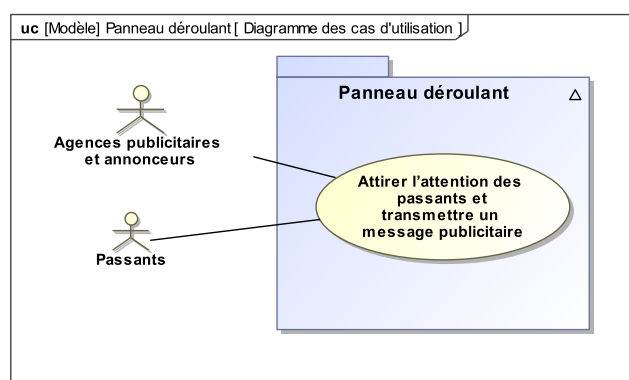 uc [Modèle] Panneau déroulant [ Diagramme des cas d'utilisation ]
Panneau déroulant
Agences publicitaires
et annonceurs
Attirer l'attention des
passants et
transmettre un
message publicitaire
Passants